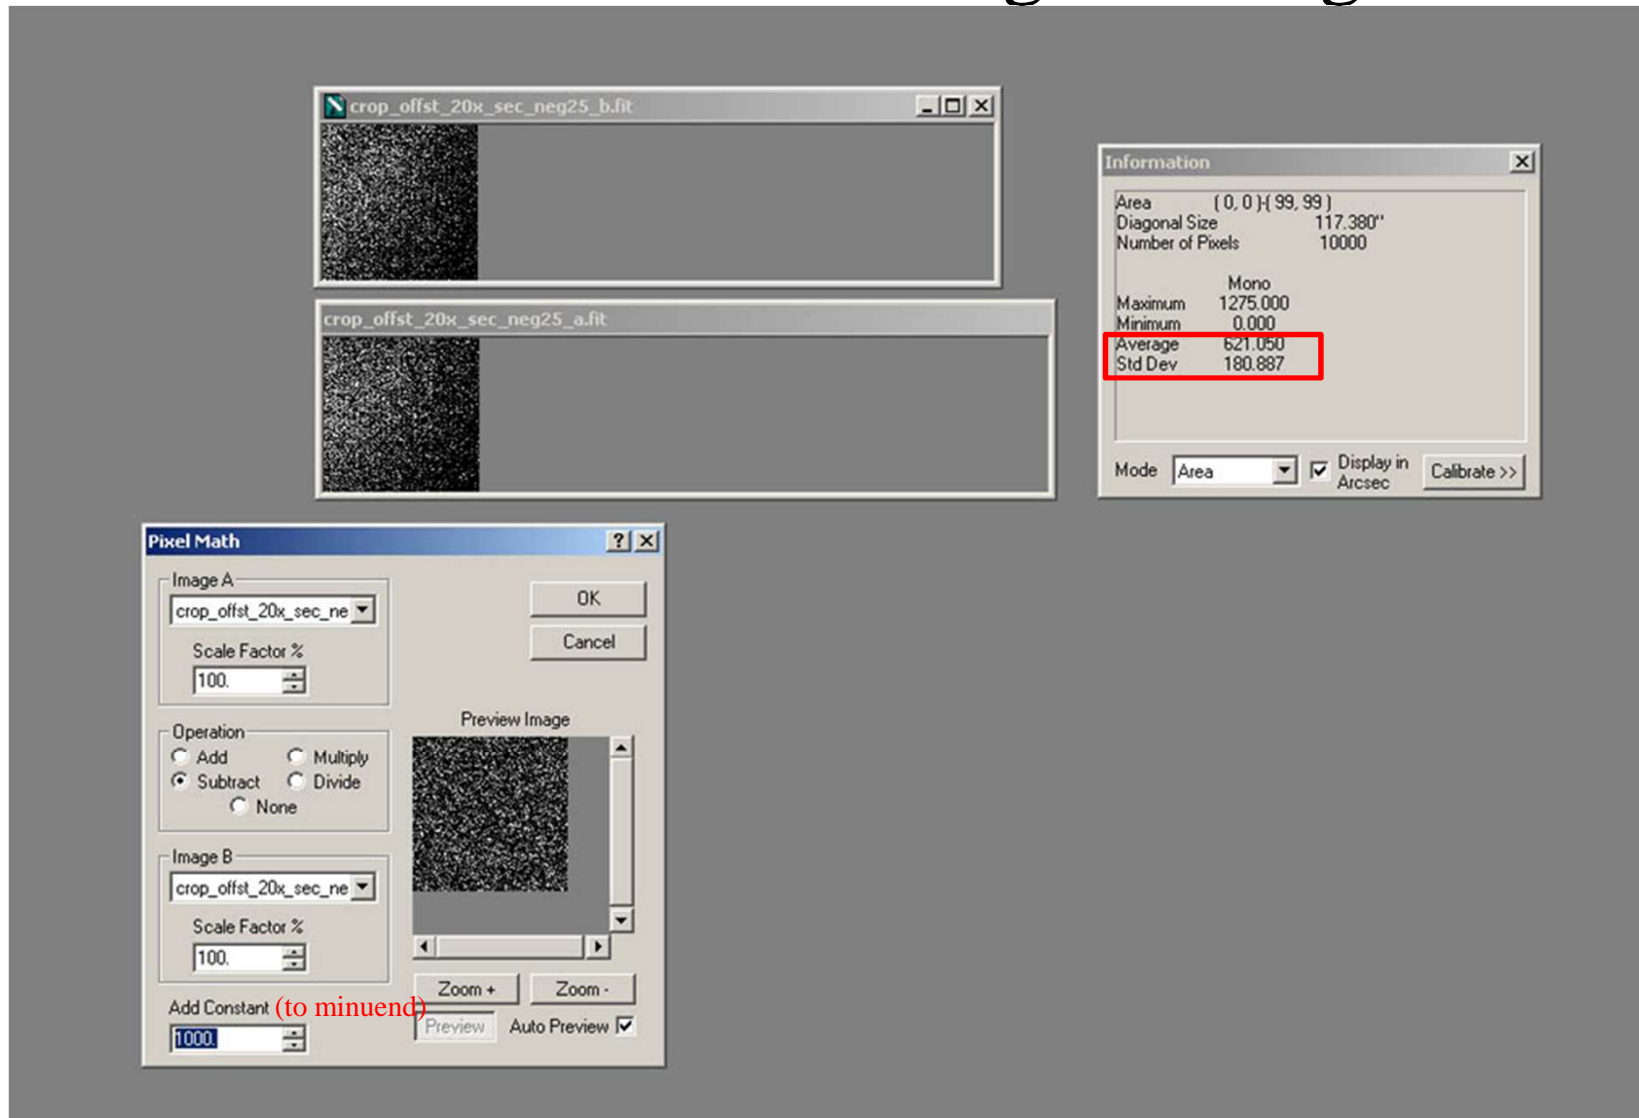 crop_offst_20x_sec_neg25_b.fit
crop_offst_20x_sec_neg25_a.fit
Information
Area ( 0, 0 )-( 99, 99 )
Diagonal Size 117.380''
Number of Pixels 10000
Mono
Maximum 1275.000
Minimum 0.000
Average 621.050
Std Dev 180.887
Mode Area Display in Arcsec Calibrate >>
Pixel Math
Image A
crop_offst_20x_sec_ne
Scale Factor %
100.
OK
Cancel
Operation
Add Multiply
Subtract Divide
None
Preview Image
Image B
crop_offst_20x_sec_ne
Scale Factor %
100.
Add Constant (to minuend)
1000.
Zoom + Zoom -
Preview Auto Preview